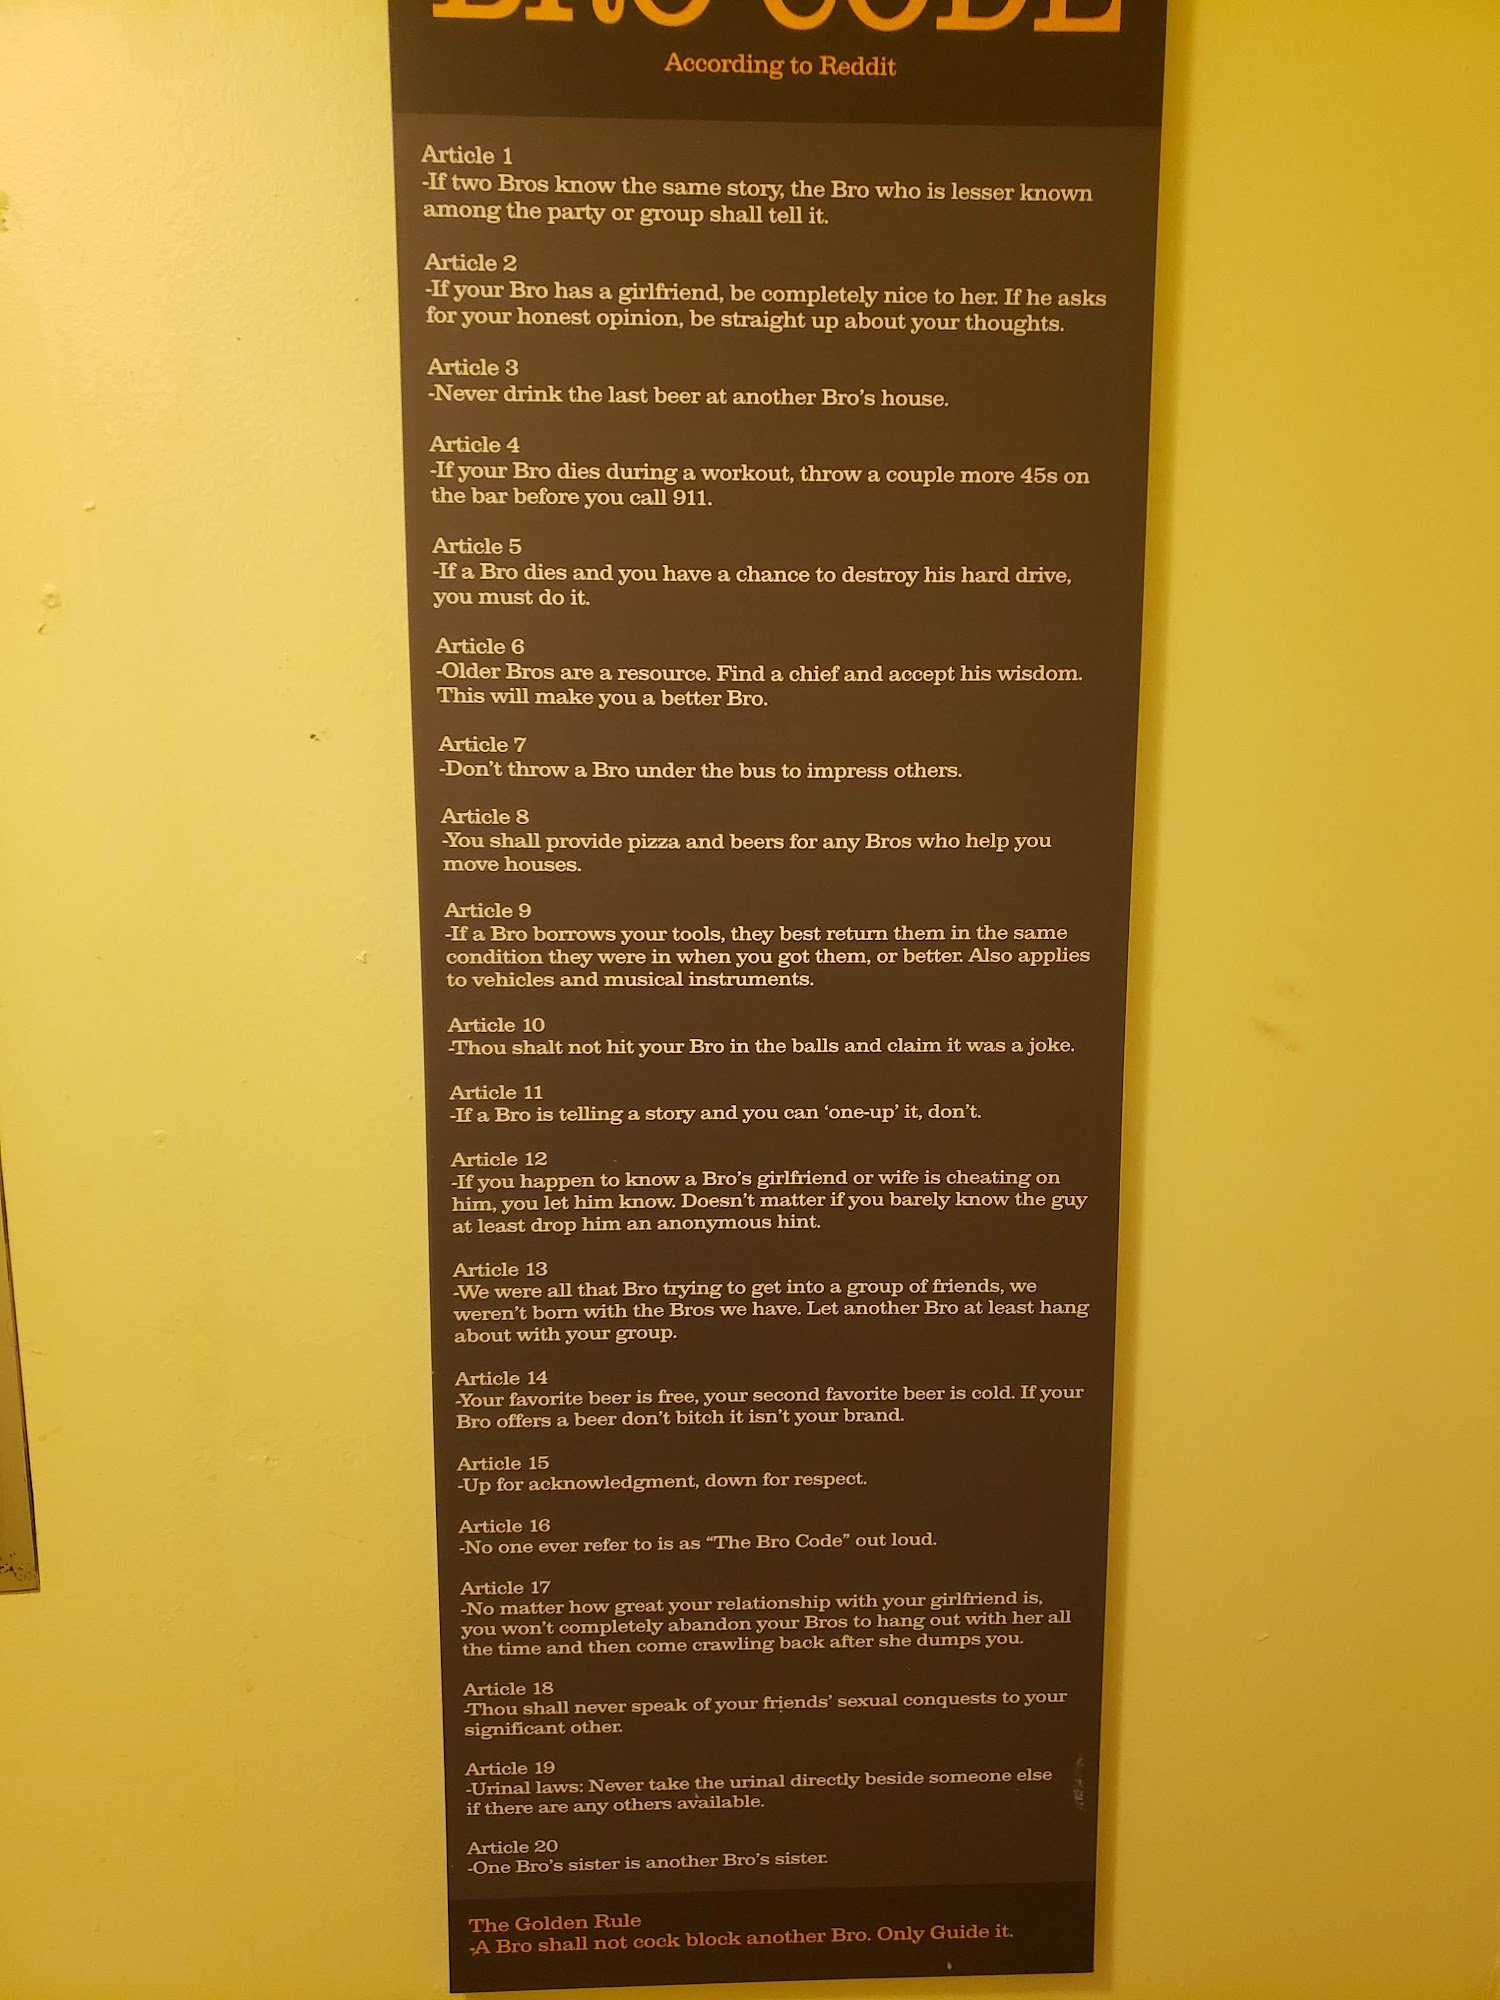 BRO CODE
According to Reddit
Article 1
-If two Bros know the same story, the Bro who is lesser known
among the party or group shall tell it.
Article 2
-If your Bro has a girlfriend, be completely nice to her. If he asks
for your honest opinion, be straight up about your thoughts.
Article 3
-Never drink the last beer at another Bro's house.
Article 4
-If your Bro dies during a workout, throw a couple more 45s on
the bar before you call 911.
Article 5
-If a Bro dies and you have a chance to destroy his hard drive,
you must do it.
Article 6
-Older Bros are a resource. Find a chief and accept his wisdom.
This will make you a better Bro.
Article 7
-Don't throw a Bro under the bus to impress others.
Article 8
-You shall provide pizza and beers for any Bros who help you
move houses.
Article 9
-If a Bro borrows your tools, they best return them in the same
condition they were in when you got them, or better. Also applies
to vehicles and musical instruments.
Article 10
-Thou shalt not hit your Bro in the balls and claim it was a joke.
Article 11
-If a Bro is telling a story and you can 'one-up' it, don't.
Article 12
-If you happen to know a Bro's girlfriend or wife is cheating on
him, you let him know. Doesn't matter if you barely know the guy
at least drop him an anonymous hint.
Article 13
-We were all that Bro trying to get into a group of friends, we
weren't born with the Bros we have. Let another Bro at least hang
about with your group.
Article 14
-Your favorite beer is free, your second favorite beer is cold. If your
Bro offers a beer don't bitch it isn't your brand.
Article 15
-Up for acknowledgment, down for respect.
Article 16
-No one ever refer to is as "The Bro Code" out loud.
Article 17
-No matter how great your relationship with your girlfriend is,
you won't completely abandon your Bros to hang out with her all
the time and then come crawling back after she dumps you.
Article 18
-Thou shall never speak of your friends' sexual conquests to your
significant other.
Article 19
-Urinal laws: Never take the urinal directly beside someone else
if there are any others available.
Article 20
-One Bro's sister is another Bro's sister.
The Golden Rule
-A Bro shall not cock block another Bro. Only Guide it.